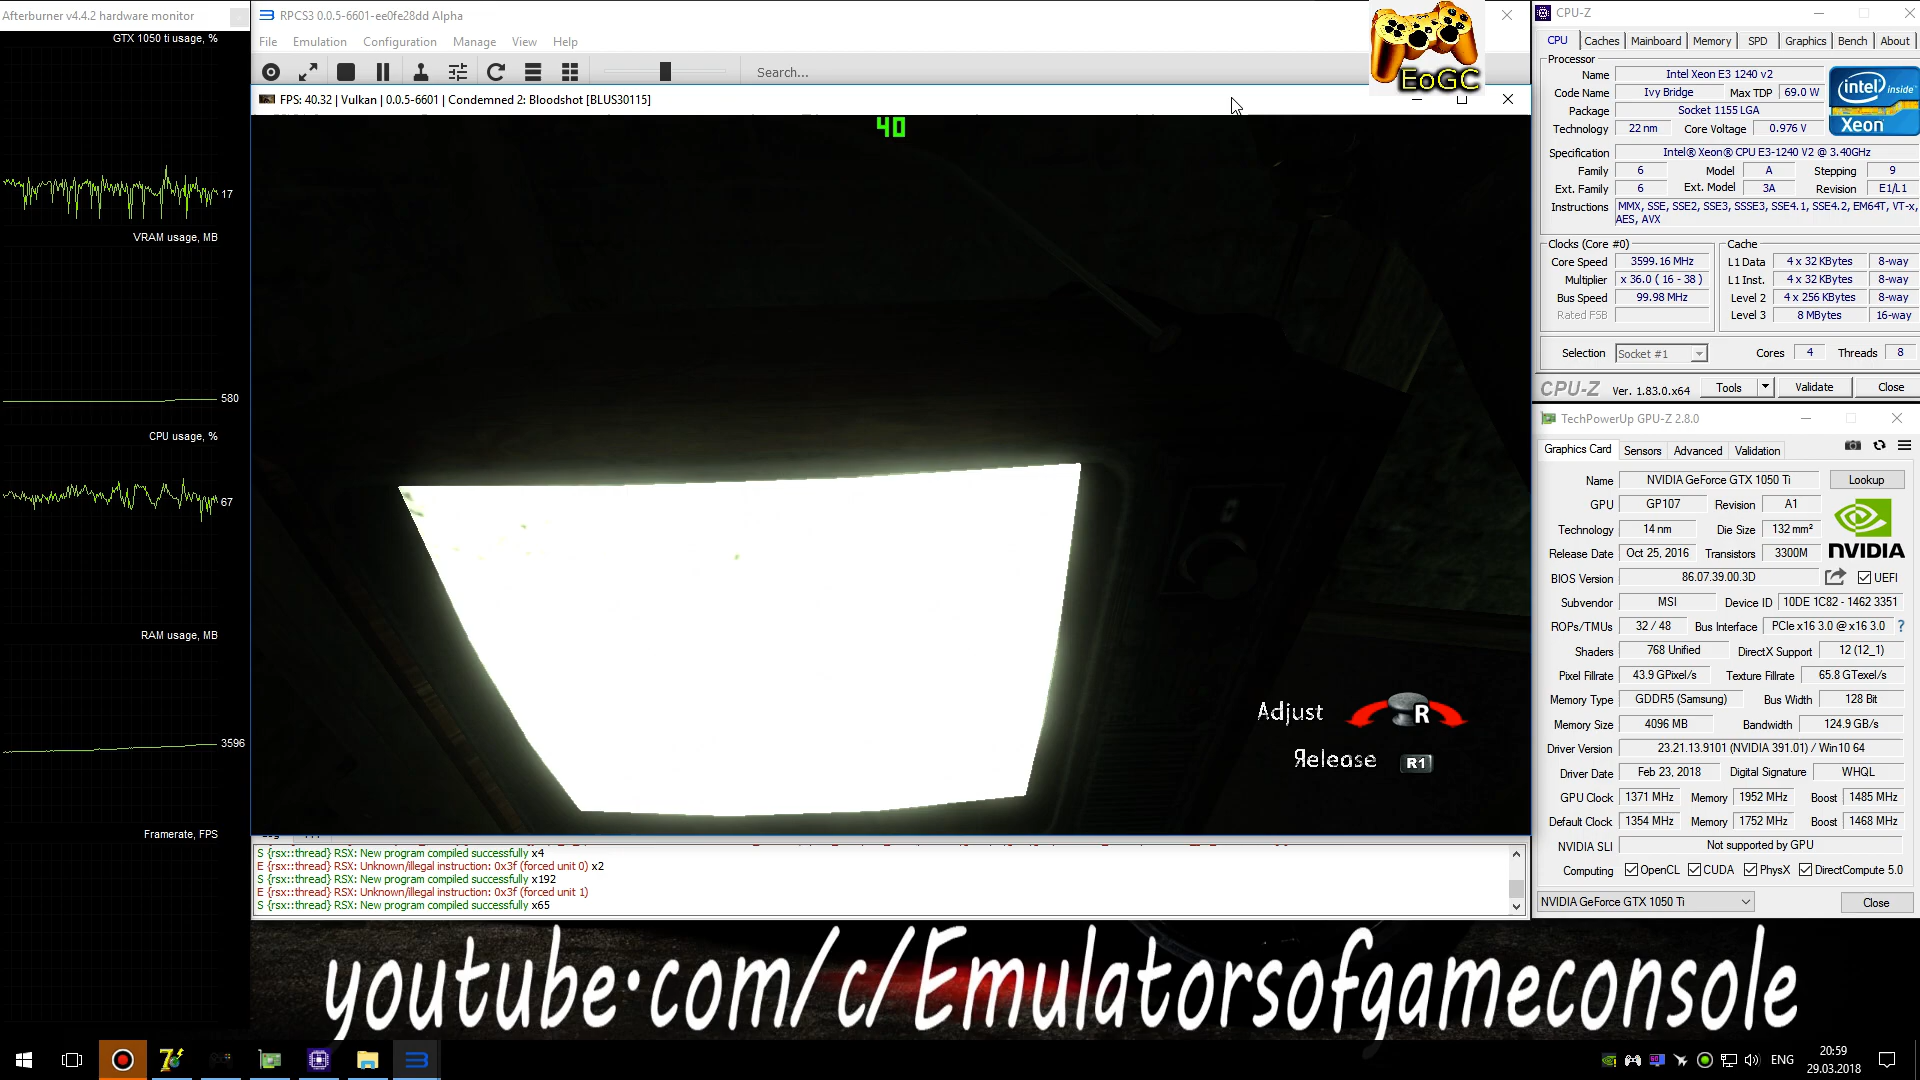 Afterburner v4.4.2 hardware monitor
GTX 1050 ti usage, %
17
VRAM usage, MB
580
CPU usage, %
67
RAM usage, MB
3596
Framerate, FPS
RPCS3 0.0.5-6601-ee0fe28dd Alpha
File Emulation Configuration Manage View Help
Search...
EoGC
FPS: 40.32 | Vulkan | 0.0.5-6601 | Condemned 2: Bloodshot [BLUS30115]
40
Adjust R
Release R1
S {rsx::thread} RSX: New program compiled successfully x4
E {rsx::thread} RSX: Unknown/illegal instruction: 0x3f (forced unit 0) x2
S {rsx::thread} RSX: New program compiled successfully x192
E {rsx::thread} RSX: Unknown/illegal instruction: 0x3f (forced unit 1)
S {rsx::thread} RSX: New program compiled successfully x65
CPU-Z
CPU Caches Mainboard Memory SPD Graphics Bench About
Processor
Name Intel Xeon E3 1240 v2
Code Name Ivy Bridge Max TDP 69.0 W
Package Socket 1155 LGA
Technology 22 nm Core Voltage 0.976 V
intel inside™
Xeon
Specification Intel® Xeon® CPU E3-1240 V2 @ 3.40GHz
Family 6 Model A Stepping 9
Ext. Family 6 Ext. Model 3A Revision E1/L1
Instructions MMX, SSE, SSE2, SSE3, SSSE3, SSE4.1, SSE4.2, EM64T, VT-x,
AES, AVX
Clocks (Core #0) Cache
Core Speed 3599.16 MHz L1 Data 4 x 32 KBytes 8-way
Multiplier x 36.0 ( 16 - 38 ) L1 Inst. 4 x 32 KBytes 8-way
Bus Speed 99.98 MHz Level 2 4 x 256 KBytes 8-way
Rated FSB Level 3 8 MBytes 16-way
Selection Socket #1 Cores 4 Threads 8
CPU-Z Ver. 1.83.0.x64 Tools Validate Close
TechPowerUp GPU-Z 2.8.0
Graphics Card Sensors Advanced Validation
Name NVIDIA GeForce GTX 1050 Ti Lookup
GPU GP107 Revision A1
Technology 14 nm Die Size 132 mm²
NVIDIA
Release Date Oct 25, 2016 Transistors 3300M
BIOS Version 86.07.39.00.3D UEFI
Subvendor MSI Device ID 10DE 1C82 - 1462 3351
ROPs/TMUs 32 / 48 Bus Interface PCIe x16 3.0 @ x16 3.0 ?
Shaders 768 Unified DirectX Support 12 (12_1)
Pixel Fillrate 43.9 GPixel/s Texture Fillrate 65.8 GTexel/s
Memory Type GDDR5 (Samsung) Bus Width 128 Bit
Memory Size 4096 MB Bandwidth 124.9 GB/s
Driver Version 23.21.13.9101 (NVIDIA 391.01) / Win10 64
Driver Date Feb 23, 2018 Digital Signature WHQL
GPU Clock 1371 MHz Memory 1952 MHz Boost 1485 MHz
Default Clock 1354 MHz Memory 1752 MHz Boost 1468 MHz
NVIDIA SLI Not supported by GPU
Computing OpenCL CUDA PhysX DirectCompute 5.0
NVIDIA GeForce GTX 1050 Ti Close
youtube.com/c/Emulatorsofgameconsole
ENG
20:59
29.03.2018